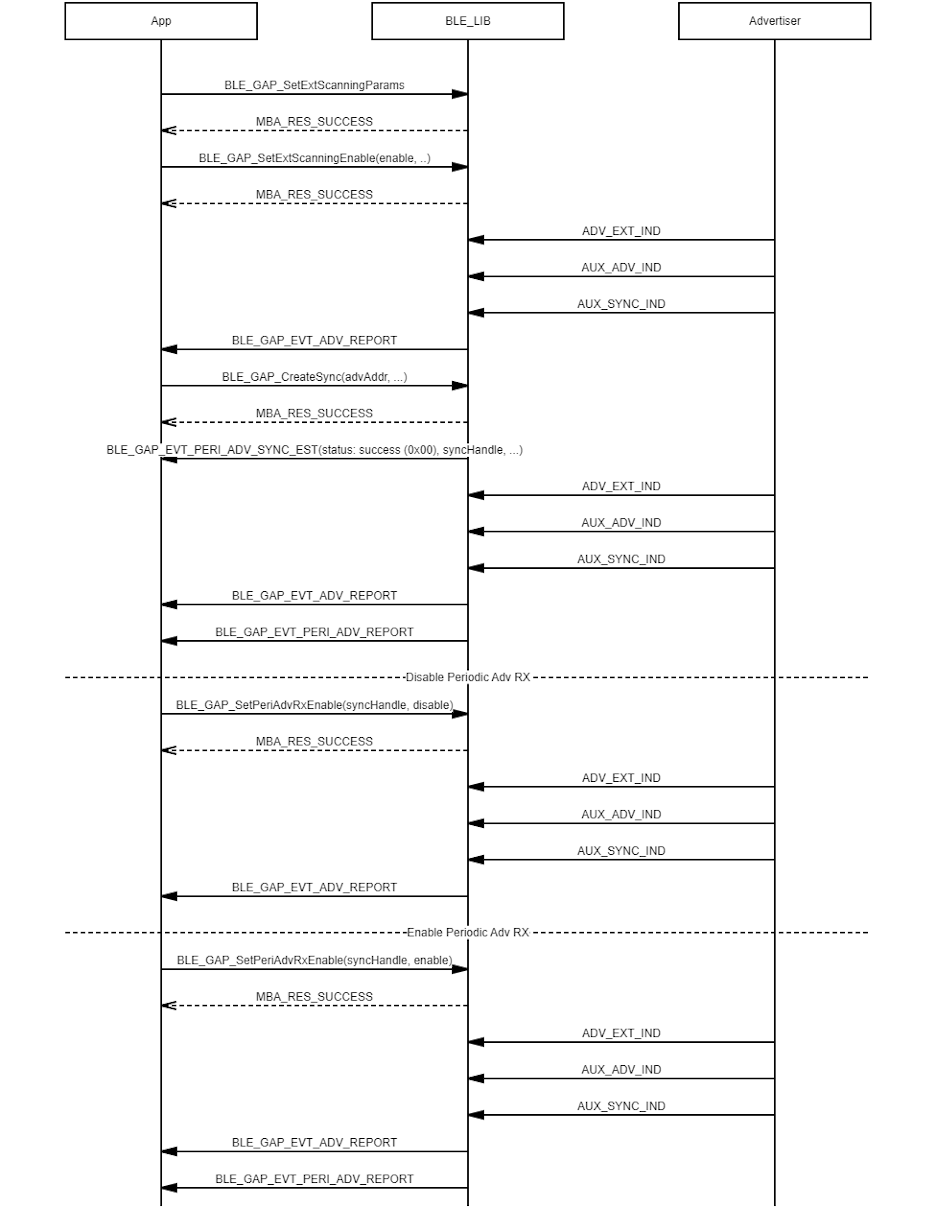 App
BLE_LIB
Advertiser
BLE_GAP_SetExtScanningParams
MBA_RES_SUCCESS
BLE_GAP_SetExtScanningEnable(enable, ..)
MBA_RES_SUCCESS
ADV_EXT_IND
AUX_ADV_IND
AUX_SYNC_IND
BLE_GAP_EVT_ADV_REPORT
BLE_GAP_CreateSync(advAddr, ...)
MBA_RES_SUCCESS
BLE_GAP_EVT_PERI_ADV_SYNC_EST(status: success (0x00), syncHandle, ...)
ADV_EXT_IND
AUX_ADV_IND
AUX_SYNC_IND
BLE_GAP_EVT_ADV_REPORT
BLE_GAP_EVT_PERI_ADV_REPORT
Disable Periodic Adv RX
BLE_GAP_SetPeriAdvRxEnable(syncHandle, disable)
MBA_RES_SUCCESS
ADV_EXT_IND
AUX_ADV_IND
AUX_SYNC_IND
BLE_GAP_EVT_ADV_REPORT
Enable Periodic Adv RX
BLE_GAP_SetPeriAdvRxEnable(syncHandle, enable)
MBA_RES_SUCCESS
ADV_EXT_IND
AUX_ADV_IND
AUX_SYNC_IND
BLE_GAP_EVT_ADV_REPORT
BLE_GAP_EVT_PERI_ADV_REPORT